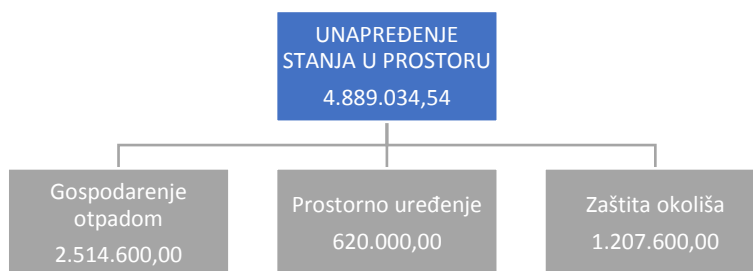 UNAPREĐENJE
STANJA U PROSTORU
4.889.034,54
Gospodarenje
otpadom
2.514.600,00
Prostorno uređenje
620.000,00
Zaštita okoliša
1.207.600,00